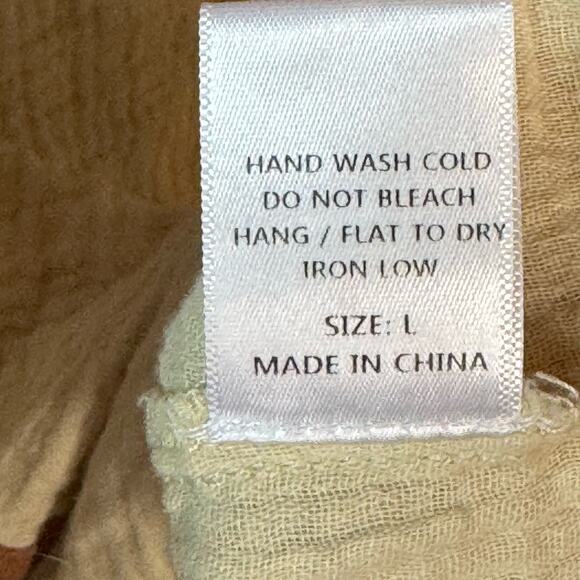 HAND WASH COLD
DO NOT BLEACH
HANG / FLAT TO DRY
IRON LOW
SIZE: L
MADE IN CHINA